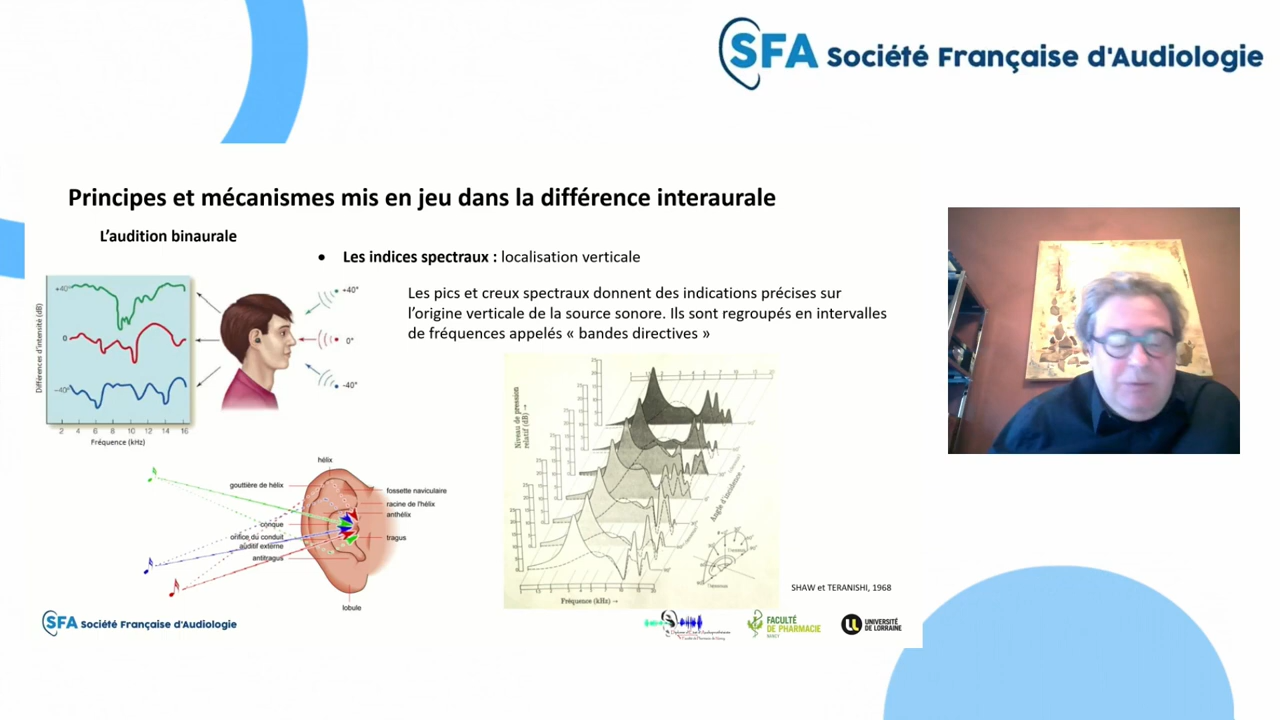 SFA Société Française d'Audiologie
Principes et mécanismes mis en jeu dans la différence interaurale
L'audition binaurale
• Les indices spectraux : localisation verticale
Les pics et creux spectraux donnent des indications précises sur
l'origine verticale de la source sonore. Ils sont regroupés en intervalles
de fréquences appelés « bandes directives »
Différences d'intensité (dB)
+40°
0
-40°
2 4 6 8 10 12 14 16
Fréquence (kHz)
+40°
0°
-40°
hélix
gouttière de hélix
fossette naviculaire
racine de l'hélix
anthélix
conque
orifice du conduit
auditif externe
tragus
antitragus
lobule
Niveau de pression
relatif (dB) →
Angle d'incidence
Fréquence (kHz) →
SHAW et TERANISHI, 1968
SFA Société Française d'Audiologie
FACULTÉ
DE PHARMACIE
NANCY
UNIVERSITÉ
DE LORRAINE